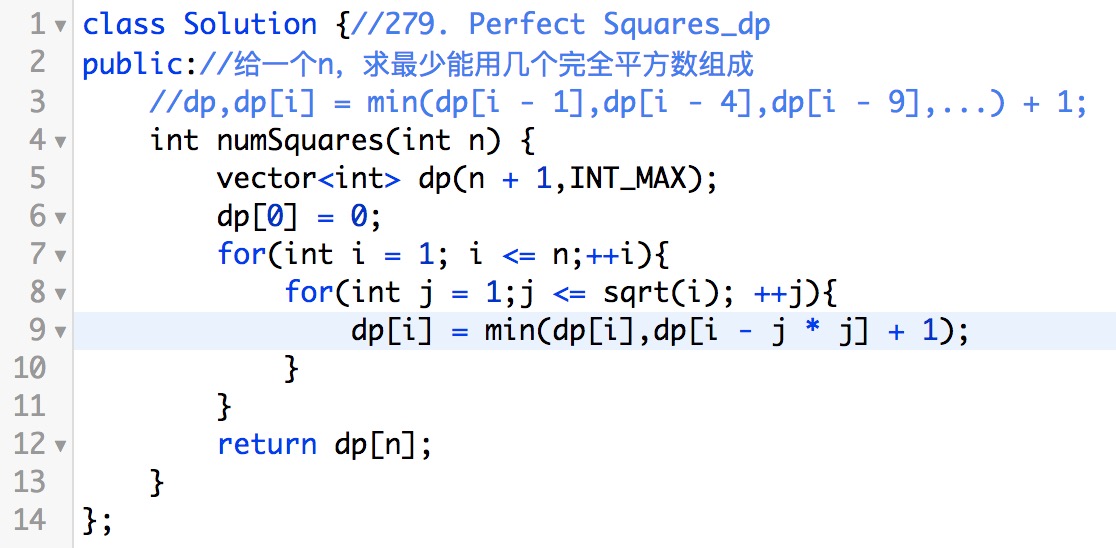 1 class Solution {//279. Perfect Squares_dp
2 public://给一个n，求最少能用几个完全平方数组成
3     //dp,dp[i] = min(dp[i - 1],dp[i - 4],dp[i - 9],...) + 1;
4     int numSquares(int n) {
5         vector<int> dp(n + 1,INT_MAX);
6         dp[0] = 0;
7         for(int i = 1; i <= n;++i){
8             for(int j = 1;j <= sqrt(i); ++j){
9                 dp[i] = min(dp[i],dp[i - j * j] + 1);
10             }
11         }
12         return dp[n];
13     }
14 };